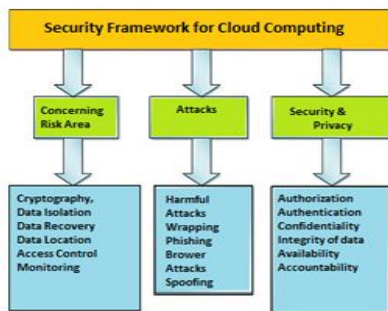 Security Framework for Cloud Computing
Concerning
Risk Area
Attacks
Security &
Privacy
Cryptography,
Data Isolation
Data Recovery
Data Location
Access Control
Monitoring
Harmful
Attacks
Wrapping
Phishing
Brower
Attacks
Spoofing
Authorization
Authentication
Confidentiality
Integrity of data
Availability
Accountability